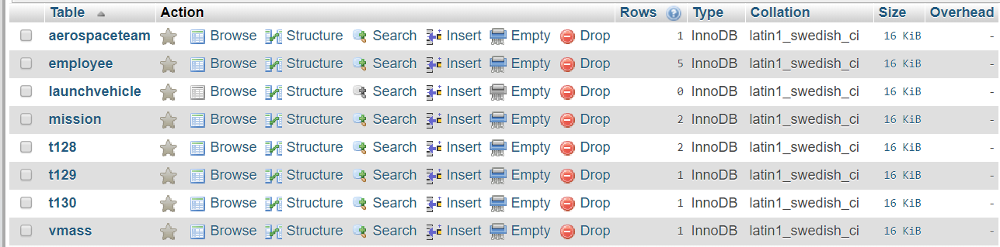 Table Action Rows Type Collation Size Overhead
aerospaceteam Browse Structure Search Insert Empty Drop 1 InnoDB latin1_swedish_ci 16 KiB -
employee Browse Structure Search Insert Empty Drop 5 InnoDB latin1_swedish_ci 16 KiB -
launchvehicle Browse Structure Search Insert Empty Drop 0 InnoDB latin1_swedish_ci 16 KiB -
mission Browse Structure Search Insert Empty Drop 2 InnoDB latin1_swedish_ci 16 KiB -
t128 Browse Structure Search Insert Empty Drop 2 InnoDB latin1_swedish_ci 16 KiB -
t129 Browse Structure Search Insert Empty Drop 1 InnoDB latin1_swedish_ci 16 KiB -
t130 Browse Structure Search Insert Empty Drop 1 InnoDB latin1_swedish_ci 16 KiB -
vmass Browse Structure Search Insert Empty Drop 1 InnoDB latin1_swedish_ci 16 KiB -